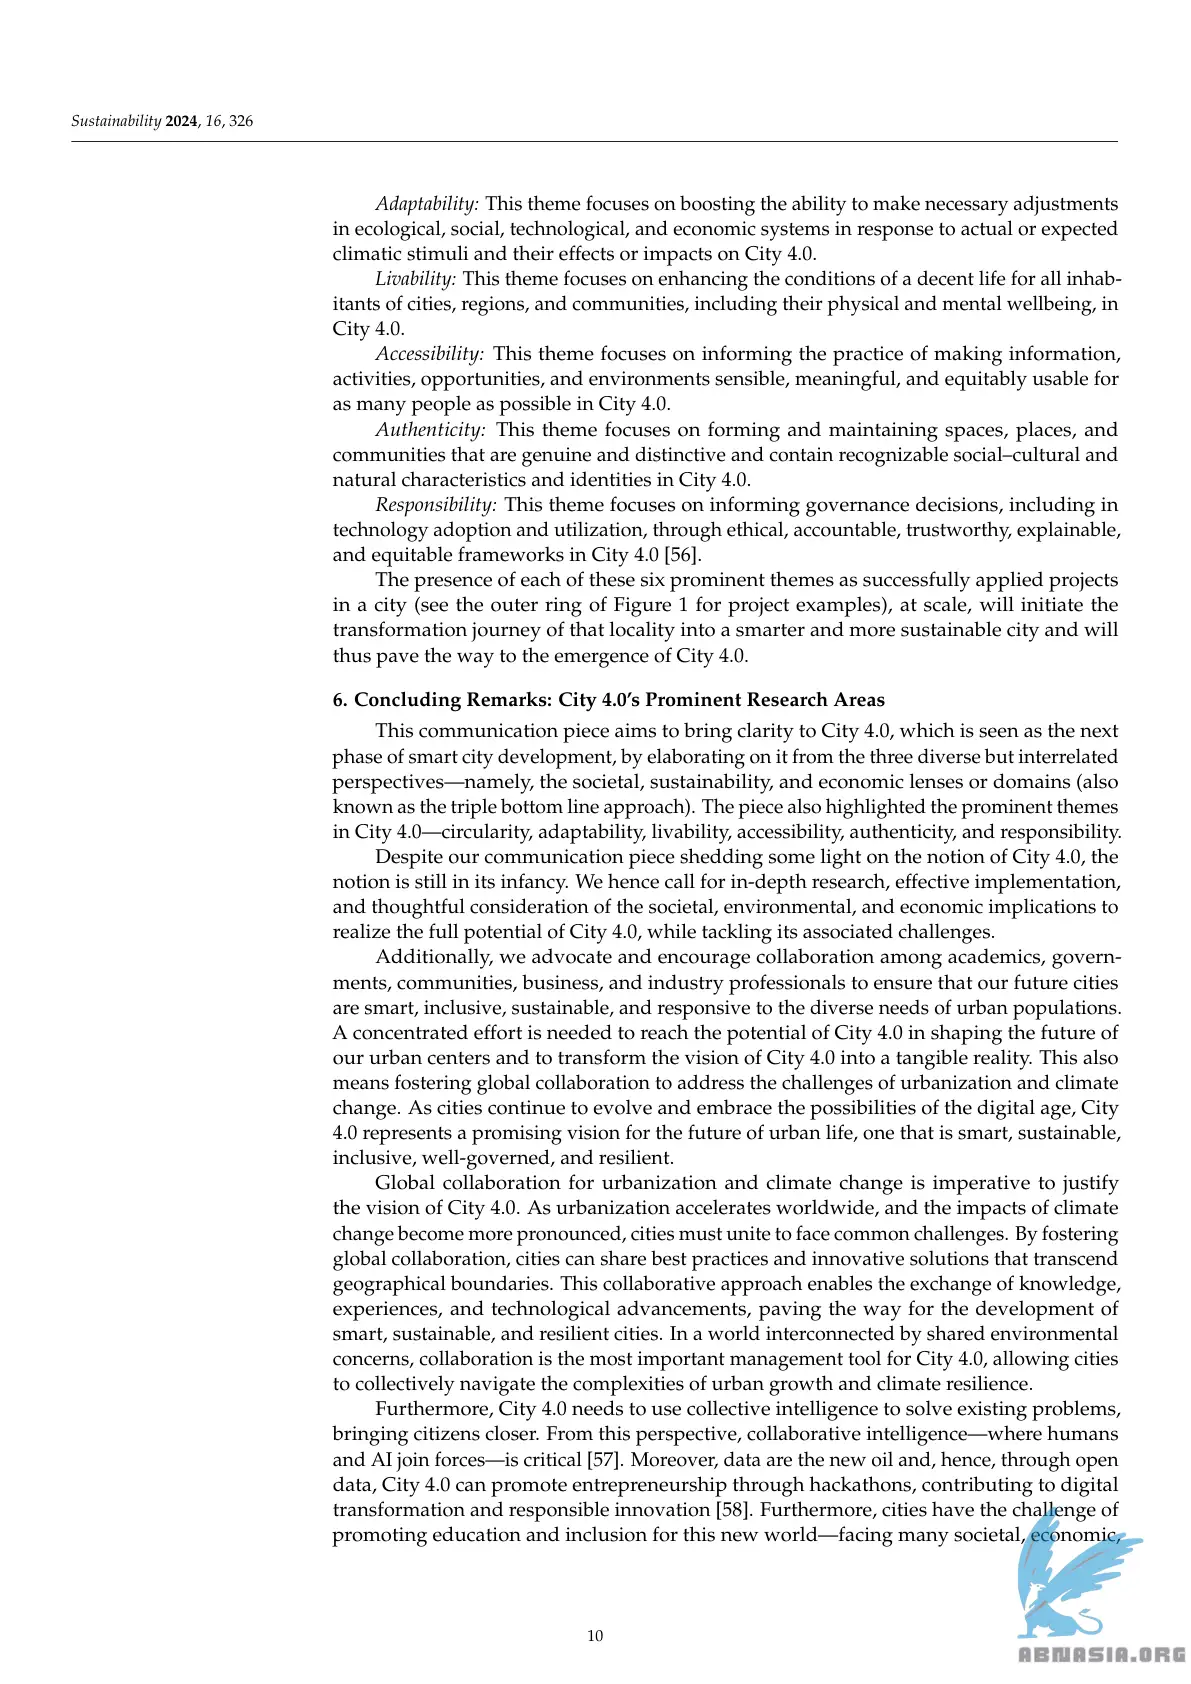 Sustainability 2024, 16, 326
Adaptability: This theme focuses on boosting the ability to make necessary adjustments
in ecological, social, technological, and economic systems in response to actual or expected
climatic stimuli and their effects or impacts on City 4.0.
Livability: This theme focuses on enhancing the conditions of a decent life for all inhab-
itants of cities, regions, and communities, including their physical and mental wellbeing, in
City 4.0.
Accessibility: This theme focuses on informing the practice of making information,
activities, opportunities, and environments sensible, meaningful, and equitably usable for
as many people as possible in City 4.0.
Authenticity: This theme focuses on forming and maintaining spaces, places, and
communities that are genuine and distinctive and contain recognizable social–cultural and
natural characteristics and identities in City 4.0.
Responsibility: This theme focuses on informing governance decisions, including in
technology adoption and utilization, through ethical, accountable, trustworthy, explainable,
and equitable frameworks in City 4.0 [56].
The presence of each of these six prominent themes as successfully applied projects
in a city (see the outer ring of Figure 1 for project examples), at scale, will initiate the
transformation journey of that locality into a smarter and more sustainable city and will
thus pave the way to the emergence of City 4.0.
6. Concluding Remarks: City 4.0’s Prominent Research Areas
This communication piece aims to bring clarity to City 4.0, which is seen as the next
phase of smart city development, by elaborating on it from the three diverse but interrelated
perspectives—namely, the societal, sustainability, and economic lenses or domains (also
known as the triple bottom line approach). The piece also highlighted the prominent themes
in City 4.0—circularity, adaptability, livability, accessibility, authenticity, and responsibility.
Despite our communication piece shedding some light on the notion of City 4.0, the
notion is still in its infancy. We hence call for in-depth research, effective implementation,
and thoughtful consideration of the societal, environmental, and economic implications to
realize the full potential of City 4.0, while tackling its associated challenges.
Additionally, we advocate and encourage collaboration among academics, govern-
ments, communities, business, and industry professionals to ensure that our future cities
are smart, inclusive, sustainable, and responsive to the diverse needs of urban populations.
A concentrated effort is needed to reach the potential of City 4.0 in shaping the future of
our urban centers and to transform the vision of City 4.0 into a tangible reality. This also
means fostering global collaboration to address the challenges of urbanization and climate
change. As cities continue to evolve and embrace the possibilities of the digital age, City
4.0 represents a promising vision for the future of urban life, one that is smart, sustainable,
inclusive, well-governed, and resilient.
Global collaboration for urbanization and climate change is imperative to justify
the vision of City 4.0. As urbanization accelerates worldwide, and the impacts of climate
change become more pronounced, cities must unite to face common challenges. By fostering
global collaboration, cities can share best practices and innovative solutions that transcend
geographical boundaries. This collaborative approach enables the exchange of knowledge,
experiences, and technological advancements, paving the way for the development of
smart, sustainable, and resilient cities. In a world interconnected by shared environmental
concerns, collaboration is the most important management tool for City 4.0, allowing cities
to collectively navigate the complexities of urban growth and climate resilience.
Furthermore, City 4.0 needs to use collective intelligence to solve existing problems,
bringing citizens closer. From this perspective, collaborative intelligence—where humans
and AI join forces—is critical [57]. Moreover, data are the new oil and, hence, through open
data, City 4.0 can promote entrepreneurship through hackathons, contributing to digital
transformation and responsible innovation [58]. Furthermore, cities have the challenge of
promoting education and inclusion for this new world—facing many societal, economic,
10
ABNASIA.ORG